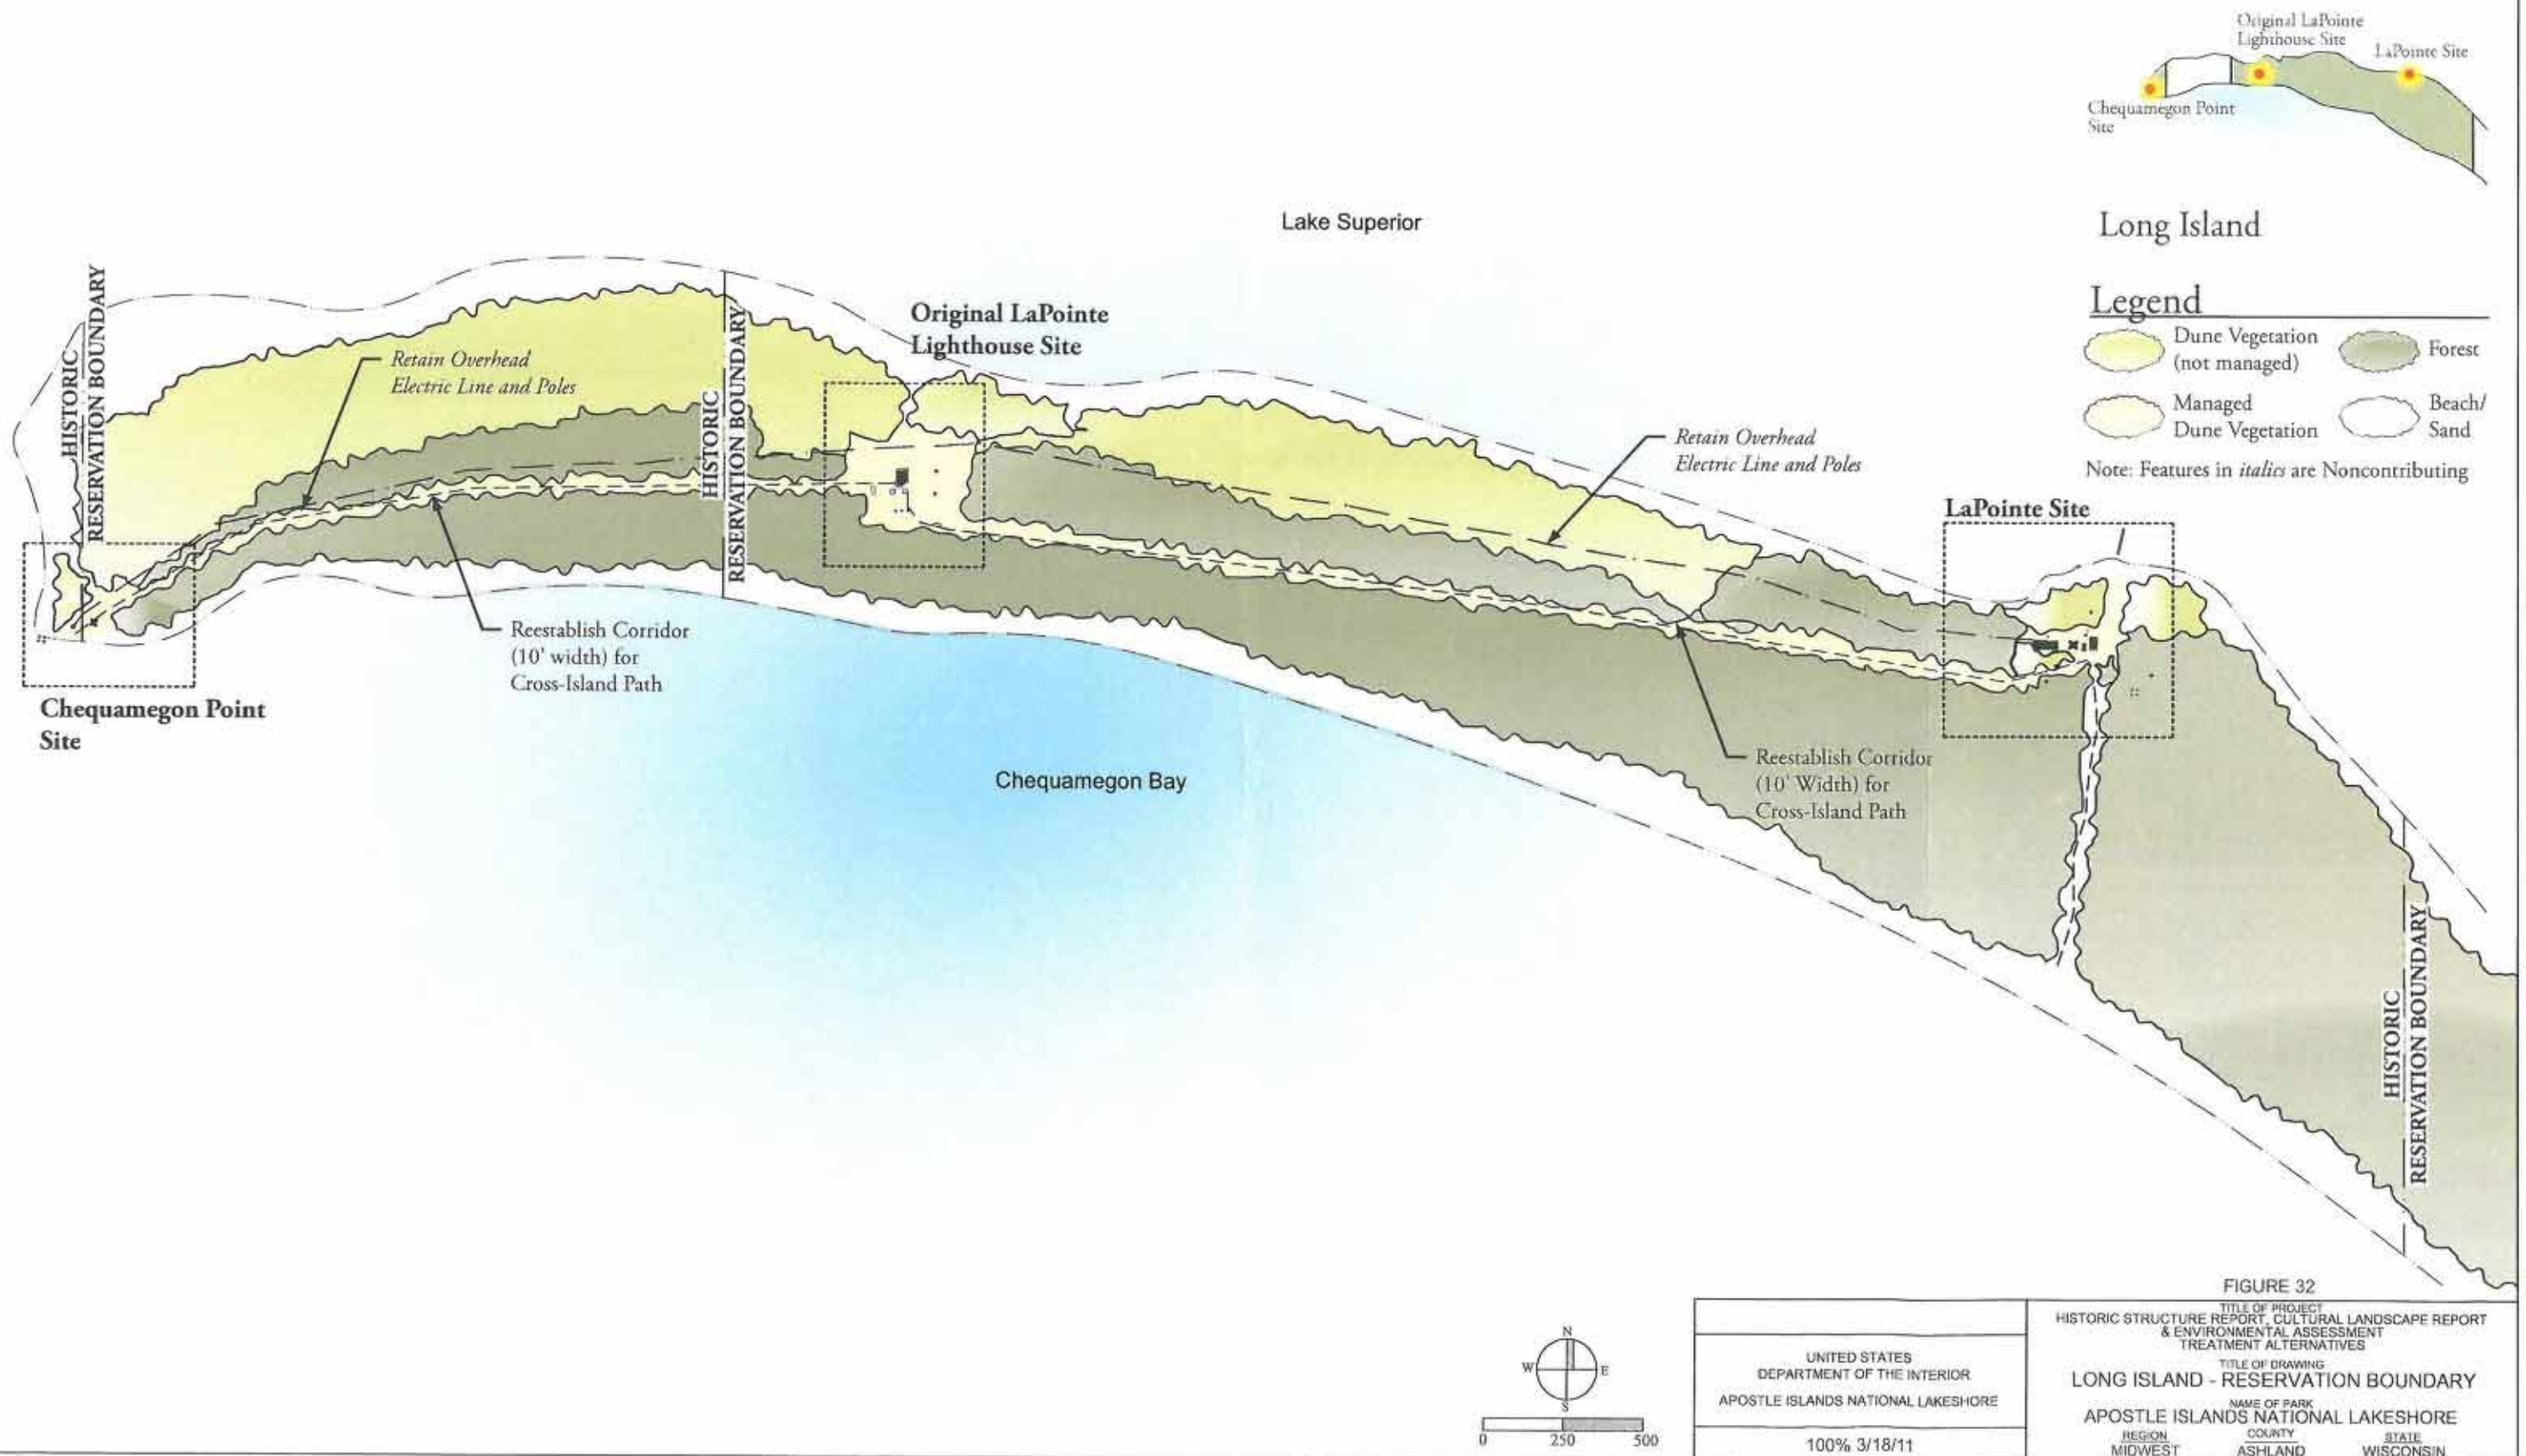 Original LaPointe
Lighthouse Site
LaPointe Site
Chequamegon Point
Site
Long Island
Lake Superior
Legend
Dune Vegetation
(not managed)
Forest
Managed
Dune Vegetation
Beach/
Sand
Note: Features in italics are Noncontributing
HISTORIC
RESERVATION BOUNDARY
Retain Overhead
Electric Line and Poles
HISTORIC
RESERVATION BOUNDARY
Original LaPointe
Lighthouse Site
Retain Overhead
Electric Line and Poles
LaPointe Site
Reestablish Corridor
(10' width) for
Cross-Island Path
Chequamegon Point
Site
Chequamegon Bay
Reestablish Corridor
(10' Width) for
Cross-Island Path
HISTORIC
RESERVATION BOUNDARY
N
W
E
S
0 250 500
FIGURE 32
UNITED STATES
DEPARTMENT OF THE INTERIOR
APOSTLE ISLANDS NATIONAL LAKESHORE
100% 3/18/11
TITLE OF PROJECT
HISTORIC STRUCTURE REPORT, CULTURAL LANDSCAPE REPORT
& ENVIRONMENTAL ASSESSMENT
TREATMENT ALTERNATIVES
TITLE OF DRAWING
LONG ISLAND - RESERVATION BOUNDARY
NAME OF PARK
APOSTLE ISLANDS NATIONAL LAKESHORE
REGION COUNTY STATE
MIDWEST ASHLAND WISCONSIN